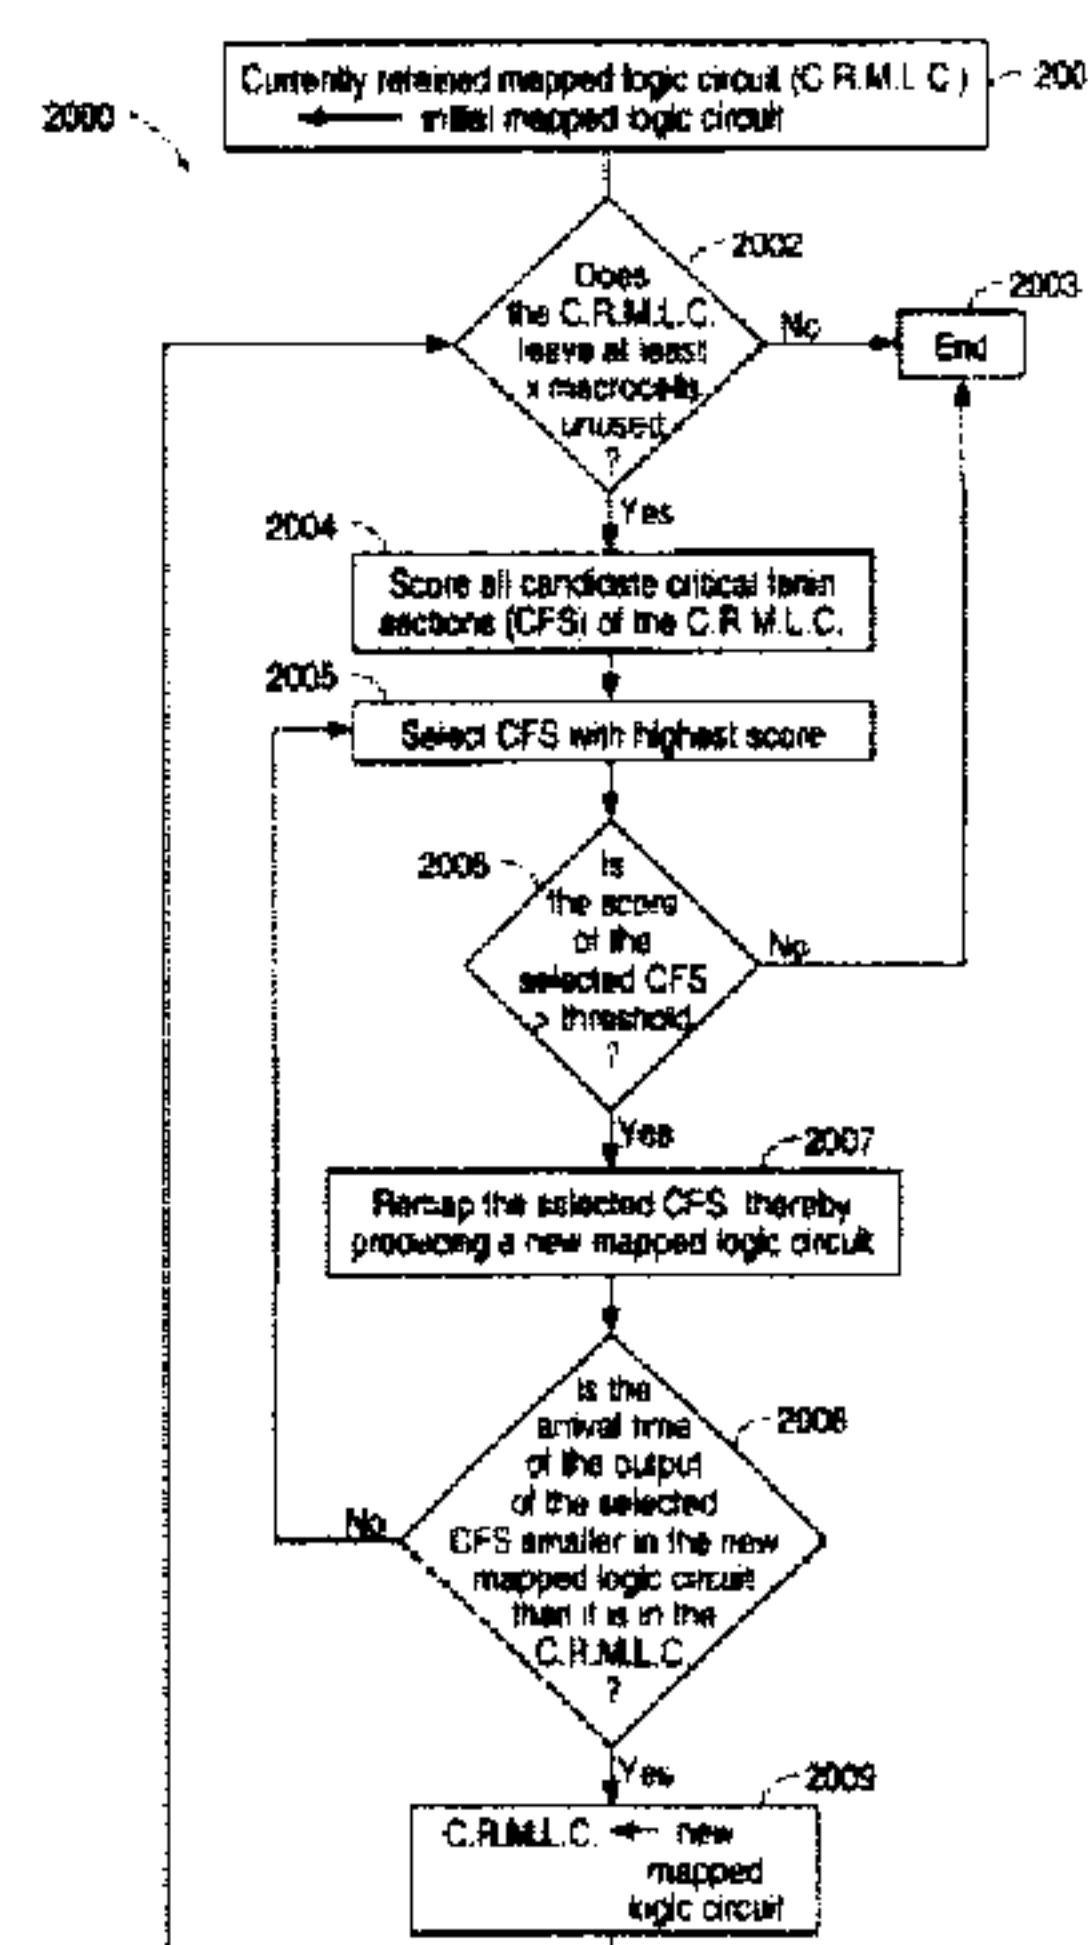 Currently retained mapped logic circuit (C.R.M.L.C.)
initial mapped logic circuit
200
2000
2002
Does
the C.R.M.L.C.
leave at least
x macrocells
unused
?
No
2003
End
Yes
2004
Score all candidate critical fanin
sections (CFS) of the C.R.M.L.C.
2005
Select CFS with highest score
2006
Is
the score
of the
selected CFS
> threshold
?
No
Yes
2007
Remap the selected CFS thereby
producing a new mapped logic circuit
2008
Is the
arrival time
of the output
of the selected
CFS smaller in the new
mapped logic circuit
than it is in the
C.R.M.L.C.
?
No
Yes
2009
C.R.M.L.C. new
mapped
logic circuit